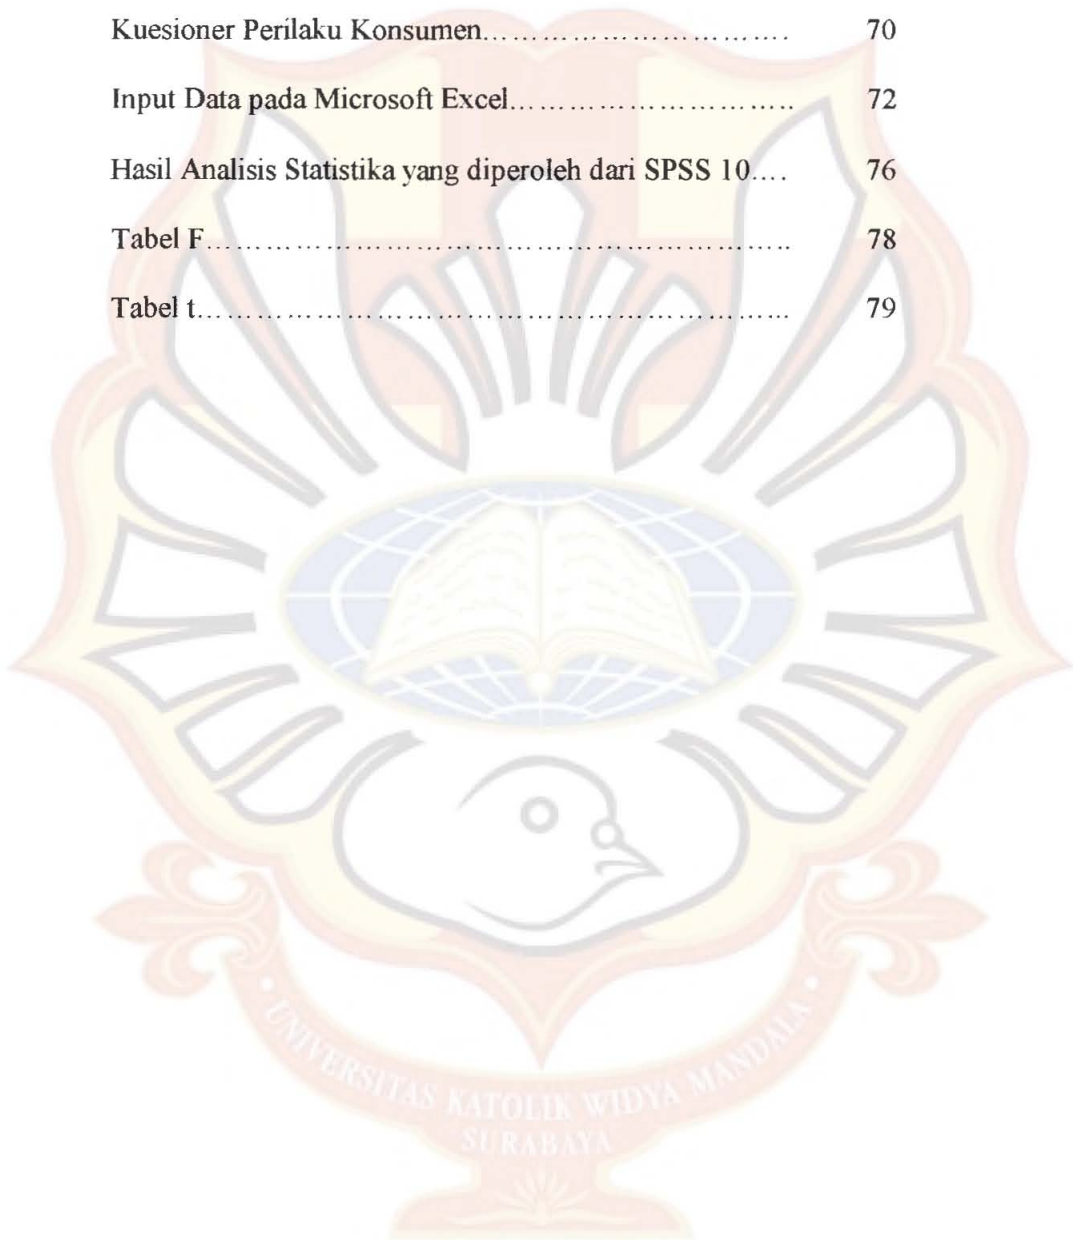 Kuesioner Perilaku Konsumen…………………………. 70
Input Data pada Microsoft Excel……………………….. 72
Hasil Analisis Statistika yang diperoleh dari SPSS 10…. 76
Tabel F………………………………………………….. 78
Tabel t…………………………………………………... 79
UNIVERSITAS KATOLIK WIDYA MANDALA
SURABAYA